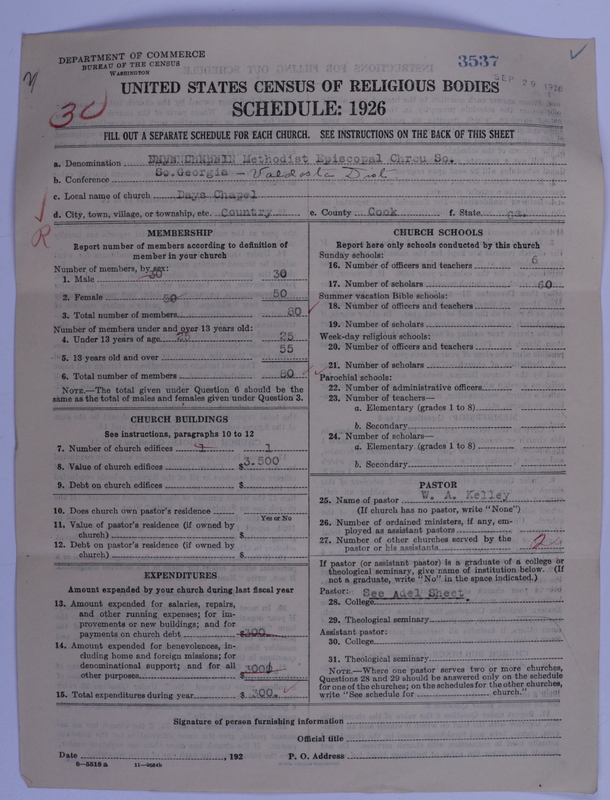 DEPARTMENT OF COMMERCE
BUREAU OF THE CENSUS
WASHINGTON
3537
SEP 29 1926
30
UNITED STATES CENSUS OF RELIGIOUS BODIES
SCHEDULE: 1926
FILL OUT A SEPARATE SCHEDULE FOR EACH CHURCH. SEE INSTRUCTIONS ON THE BACK OF THIS SHEET
a. Denomination Methodist Episcopal Chrcu So.
b. Conference So.Georgia - Valdosta Dist
c. Local name of church Days Chapel
d. City, town, village, or township, etc. Country e. County Cook f. State ga.
R
MEMBERSHIP
Report number of members according to definition of
member in your church
Number of members, by sex:
1. Male 30 30
2. Female 50 50
3. Total number of members 80
Number of members under and over 13 years old:
4. Under 13 years of age 25 25
5. 13 years old and over 55
6. Total number of members 80
NOTE.—The total given under Question 6 should be the
same as the total of males and females given under Question 3.
CHURCH BUILDINGS
See instructions, paragraphs 10 to 12
7. Number of church edifices 1 1
8. Value of church edifices $3.500
9. Debt on church edifices $
10. Does church own pastor's residence
Yes or No
11. Value of pastor's residence (if owned by
church) $
12. Debt on pastor's residence (if owned by
church) $
EXPENDITURES
Amount expended by your church during last fiscal year
13. Amount expended for salaries, repairs,
and other running expenses; for im-
provements or new buildings; and for
payments on church debt $300.
14. Amount expended for benevolences, in-
cluding home and foreign missions; for
denominational support; and for all
other purposes 300
15. Total expenditures during year $ 300.
CHURCH SCHOOLS
Report here only schools conducted by this church
Sunday schools:
16. Number of officers and teachers 6
17. Number of scholars 60
Summer vacation Bible schools:
18. Number of officers and teachers
19. Number of scholars
Week-day religious schools:
20. Number of officers and teachers
21. Number of scholars
Parochial schools:
22. Number of administrative officers
23. Number of teachers—
a. Elementary (grades 1 to 8)
b. Secondary
24. Number of scholars—
a. Elementary (grades 1 to 8)
b. Secondary
PASTOR
25. Name of pastor W. A. Kelley
(If church has no pastor, write "None")
26. Number of ordained ministers, if any, em-
ployed as assistant pastors
27. Number of other churches served by the
pastor or his assistants 2
If pastor (or assistant pastor) is a graduate of a college or
theological seminary, give name of institution below. (If
not a graduate, write "No" in the space indicated.)
Pastor: See Adel Sheet
28. College
29. Theological seminary
Assistant pastor:
30. College
31. Theological seminary
NOTE.—Where one pastor serves two or more churches,
Questions 28 and 29 should be answered only on the schedule
for one of the churches; on the schedules for the other churches,
write "See schedule for church."
Signature of person furnishing information
Official title
Date , 192 P. O. Address
8—5518 a